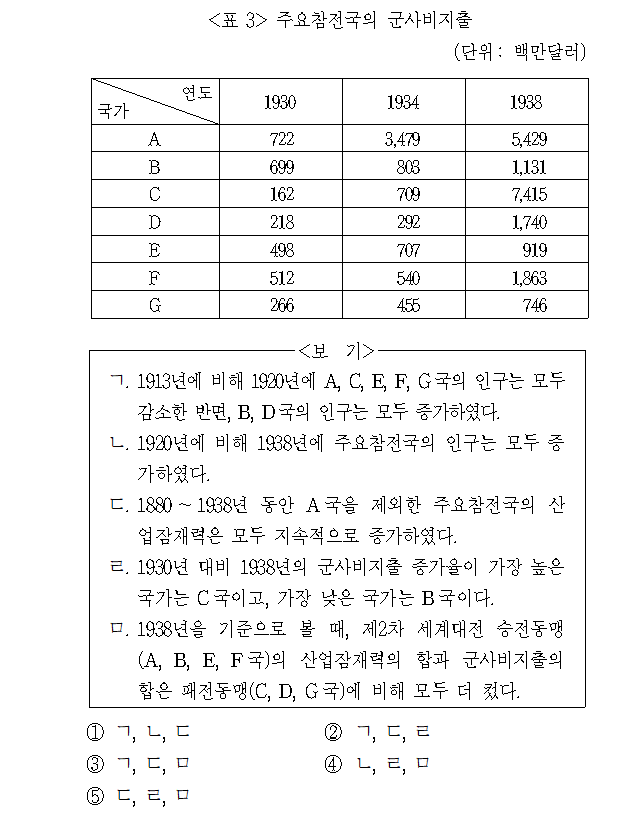 <표 3> 주요참전국의 군사비지출
(단위 : 백만달러)
연도 국가 1930 1934 1938
A 722 3,479 5,429
B 699 803 1,131
C 162 709 7,415
D 218 292 1,740
E 498 707 919
F 512 540 1,863
G 266 455 746
<보 기>
ㄱ. 1913년에 비해 1920년에 A, C, E, F, G국의 인구는 모두
감소한 반면, B, D국의 인구는 모두 증가하였다.
ㄴ. 1920년에 비해 1938년에 주요참전국의 인구는 모두 증
가하였다.
ㄷ. 1880 ~ 1938년 동안 A국을 제외한 주요참전국의 산
업잠재력은 모두 지속적으로 증가하였다.
ㄹ. 1930년 대비 1938년의 군사비지출 증가율이 가장 높은
국가는 C국이고, 가장 낮은 국가는 B국이다.
ㅁ. 1938년을 기준으로 볼 때, 제2차 세계대전 승전동맹
(A, B, E, F국)의 산업잠재력의 합과 군사비지출의
합은 패전동맹(C, D, G국)에 비해 모두 더 컸다.
① ㄱ, ㄴ, ㄷ ② ㄱ, ㄷ, ㄹ
③ ㄱ, ㄷ, ㅁ ④ ㄴ, ㄹ, ㅁ
⑤ ㄷ, ㄹ, ㅁ